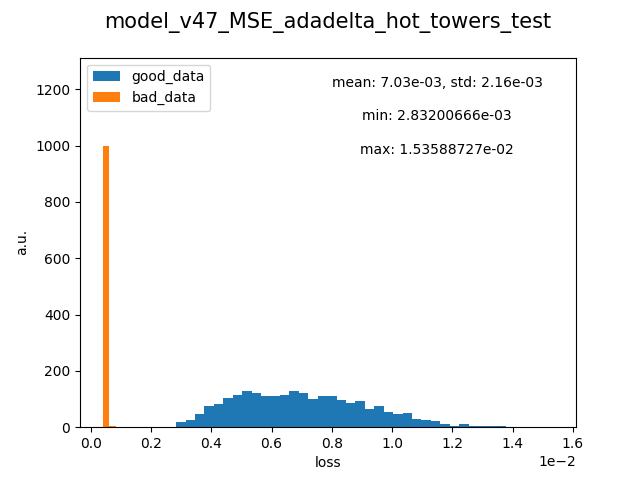 model_v47_MSE_adadelta_hot_towers_test
good_data
bad_data
mean: 7.03e-03, std: 2.16e-03
min: 2.83200666e-03
max: 1.53588727e-02
a.u.
1200
1000
800
600
400
200
0
0.0 0.2 0.4 0.6 0.8 1.0 1.2 1.4 1.6
1e−2
loss